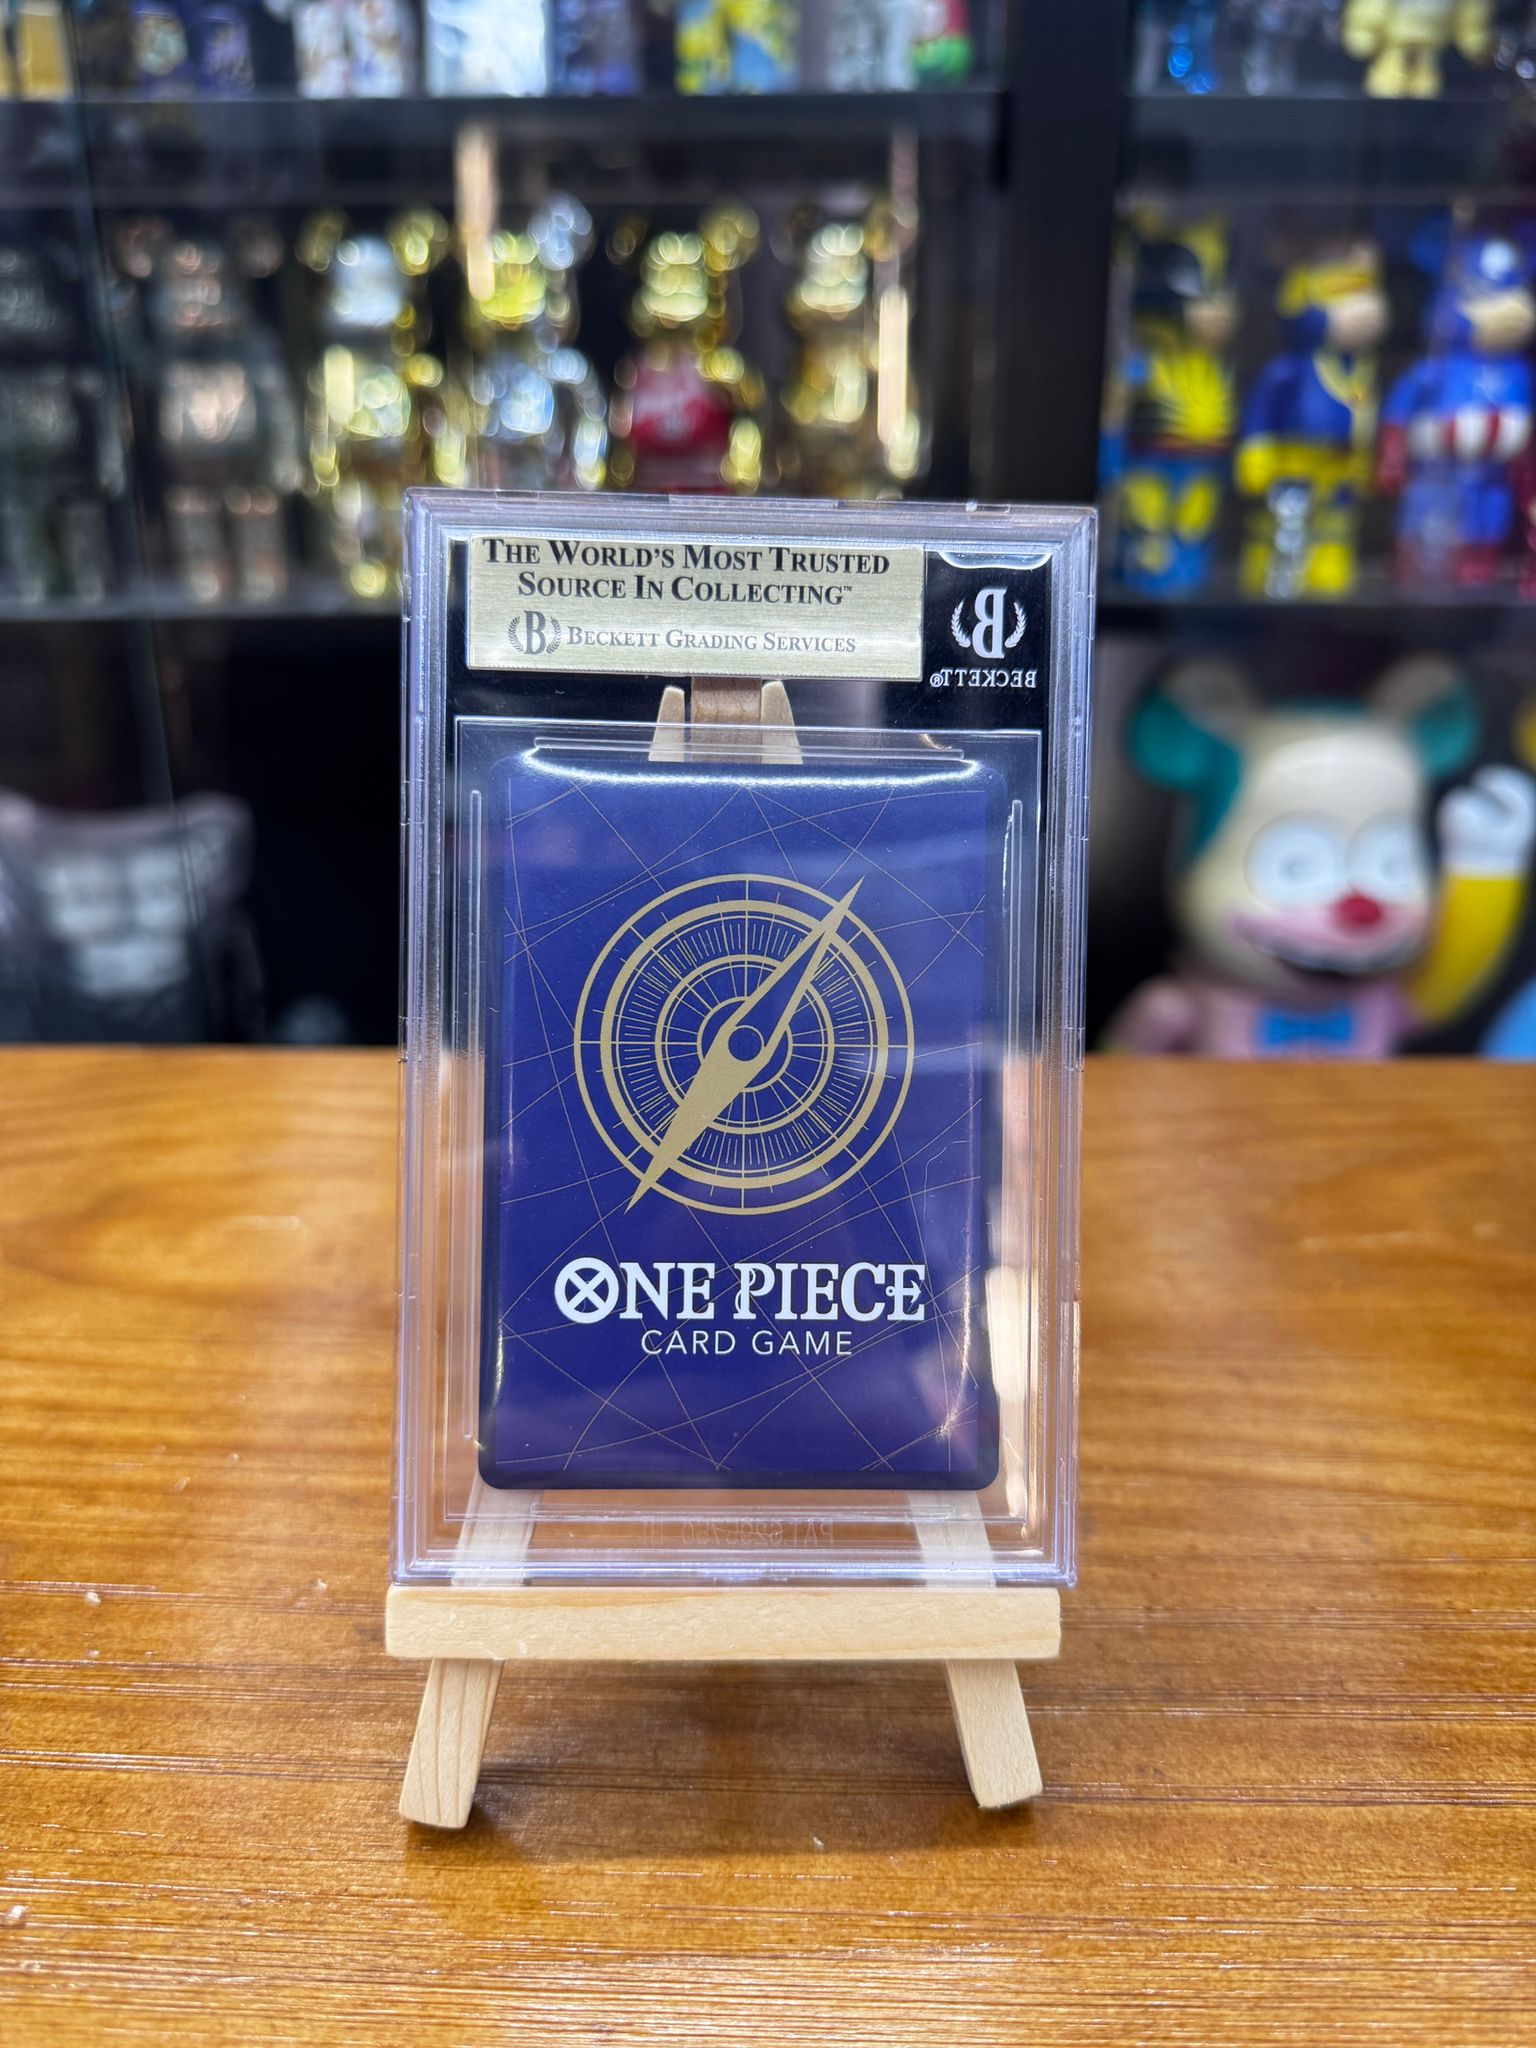 THE WORLD'S MOST TRUSTED
SOURCE IN COLLECTING™
B BECKETT GRADING SERVICES
B
BECKETT®
ONE PIECE
CARD GAME